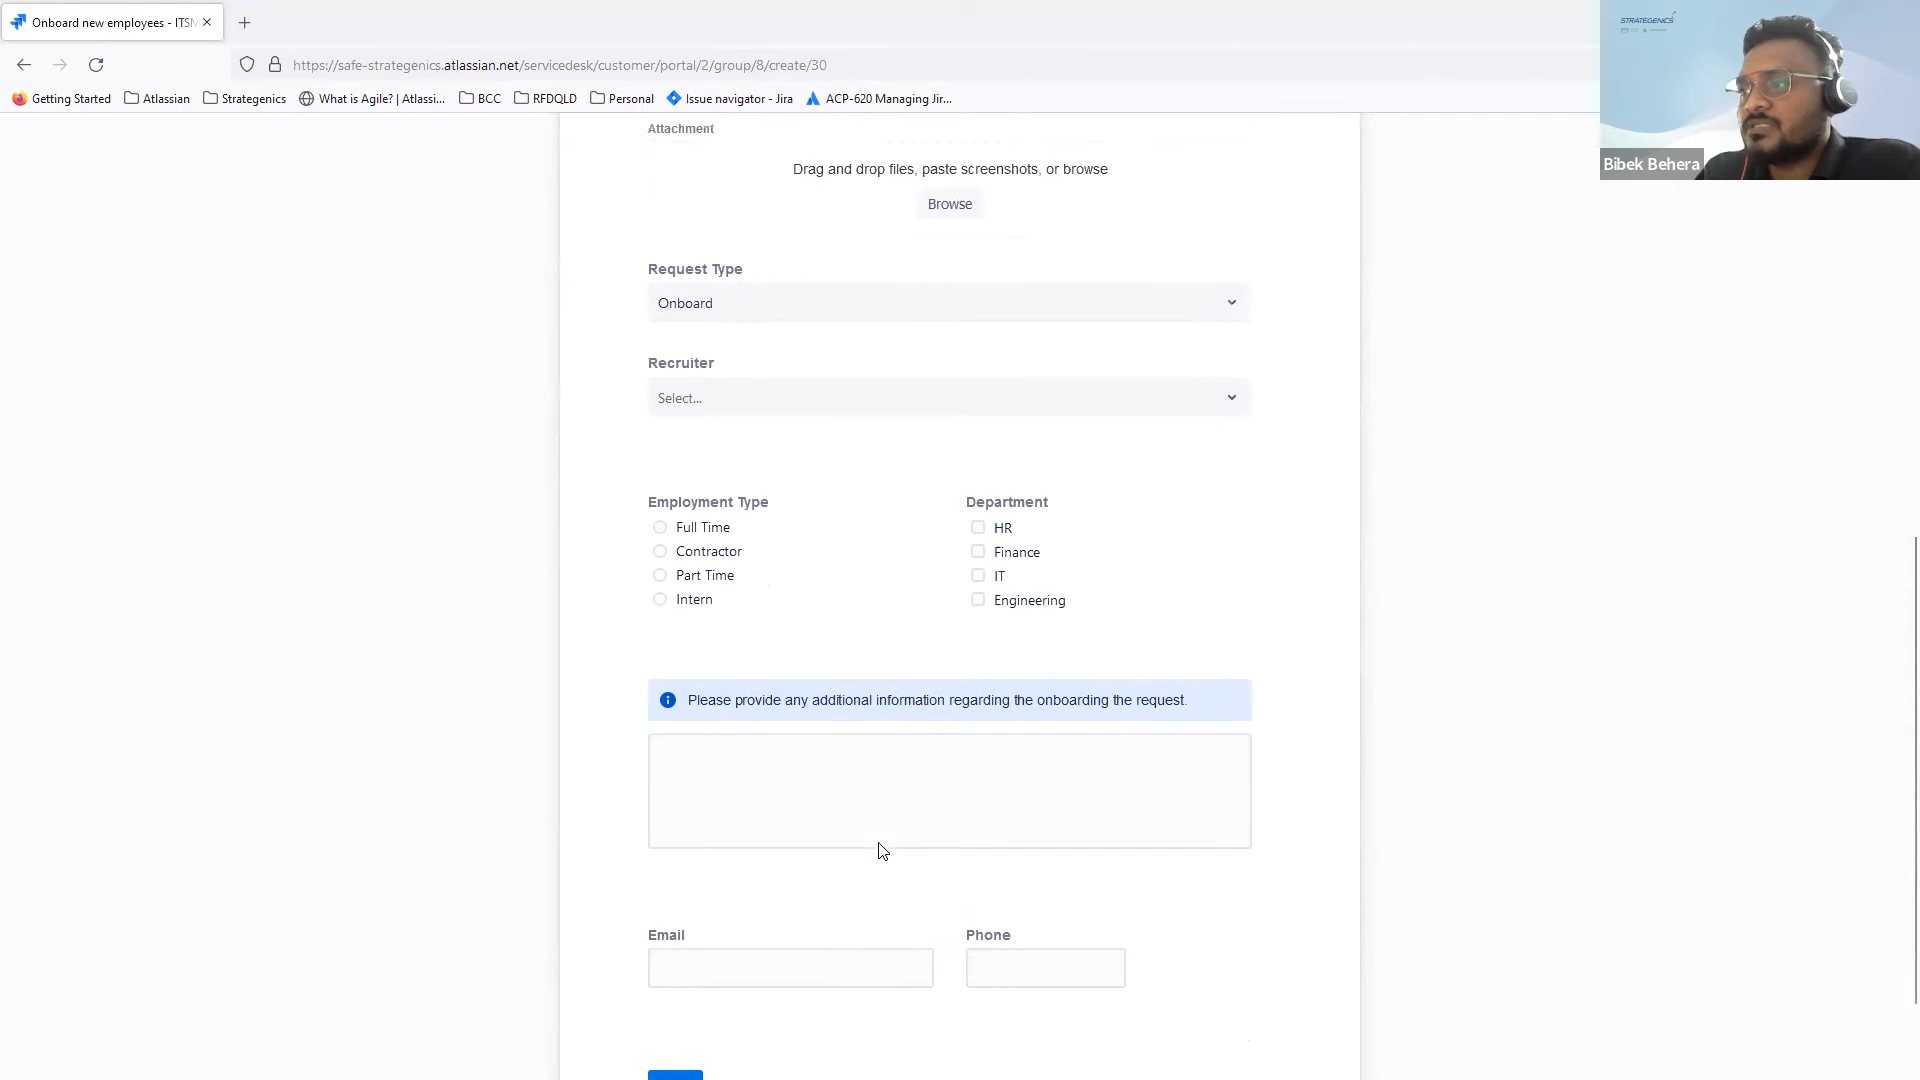 Onboard new employees - ITSM
https://safe-strategenics.atlassian.net/servicedesk/customer/portal/2/group/8/create/30
Getting Started
Atlassian
Strategenics
What is Agile? | Atlassi...
BCC
RFDQLD
Personal
Issue navigator - Jira
ACP-620 Managing Jir...
STRATEGENICS
Bibek Behera
Attachment
Drag and drop files, paste screenshots, or browse
Browse
Request Type
Onboard
Recruiter
Select...
Employment Type
Full Time
Contractor
Part Time
Intern
Department
HR
Finance
IT
Engineering
Please provide any additional information regarding the onboarding the request.
Email
Phone